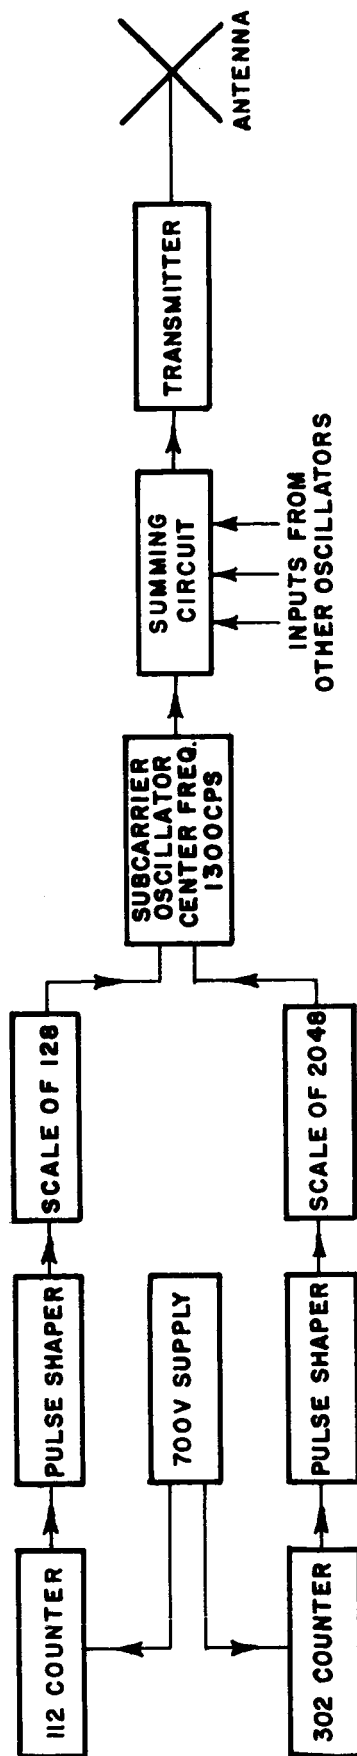 112 COUNTER
PULSE SHAPER
SCALE OF 128
700V SUPPLY
302 COUNTER
PULSE SHAPER
SCALE OF 2048
SUBCARRIER
OSCILLATOR
CENTER FREQ.
1300CPS
SUMMING
CIRCUIT
INPUTS FROM
OTHER OSCILLATORS
TRANSMITTER
ANTENNA